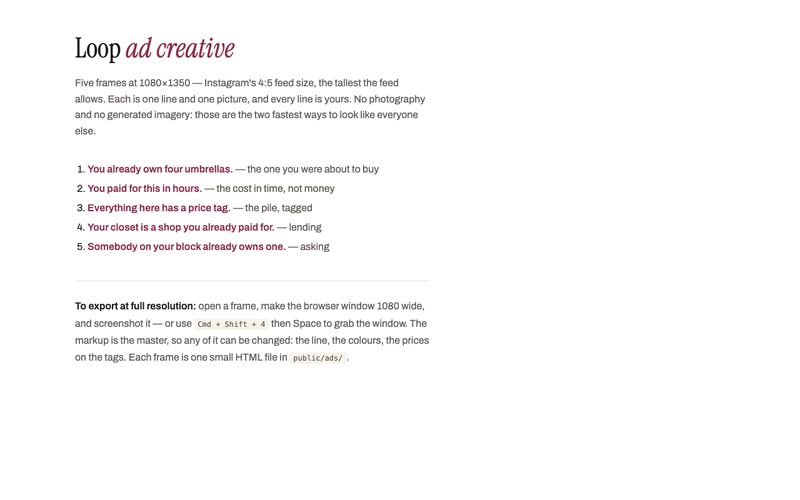 Loop ad creative
Five frames at 1080×1350 — Instagram's 4:5 feed size, the tallest the feed
allows. Each is one line and one picture, and every line is yours. No photography
and no generated imagery: those are the two fastest ways to look like everyone
else.
1. You already own four umbrellas. — the one you were about to buy
2. You paid for this in hours. — the cost in time, not money
3. Everything here has a price tag. — the pile, tagged
4. Your closet is a shop you already paid for. — lending
5. Somebody on your block already owns one. — asking
To export at full resolution: open a frame, make the browser window 1080 wide,
and screenshot it — or use Cmd + Shift + 4 then Space to grab the window. The
markup is the master, so any of it can be changed: the line, the colours, the prices
on the tags. Each frame is one small HTML file in public/ads/ .